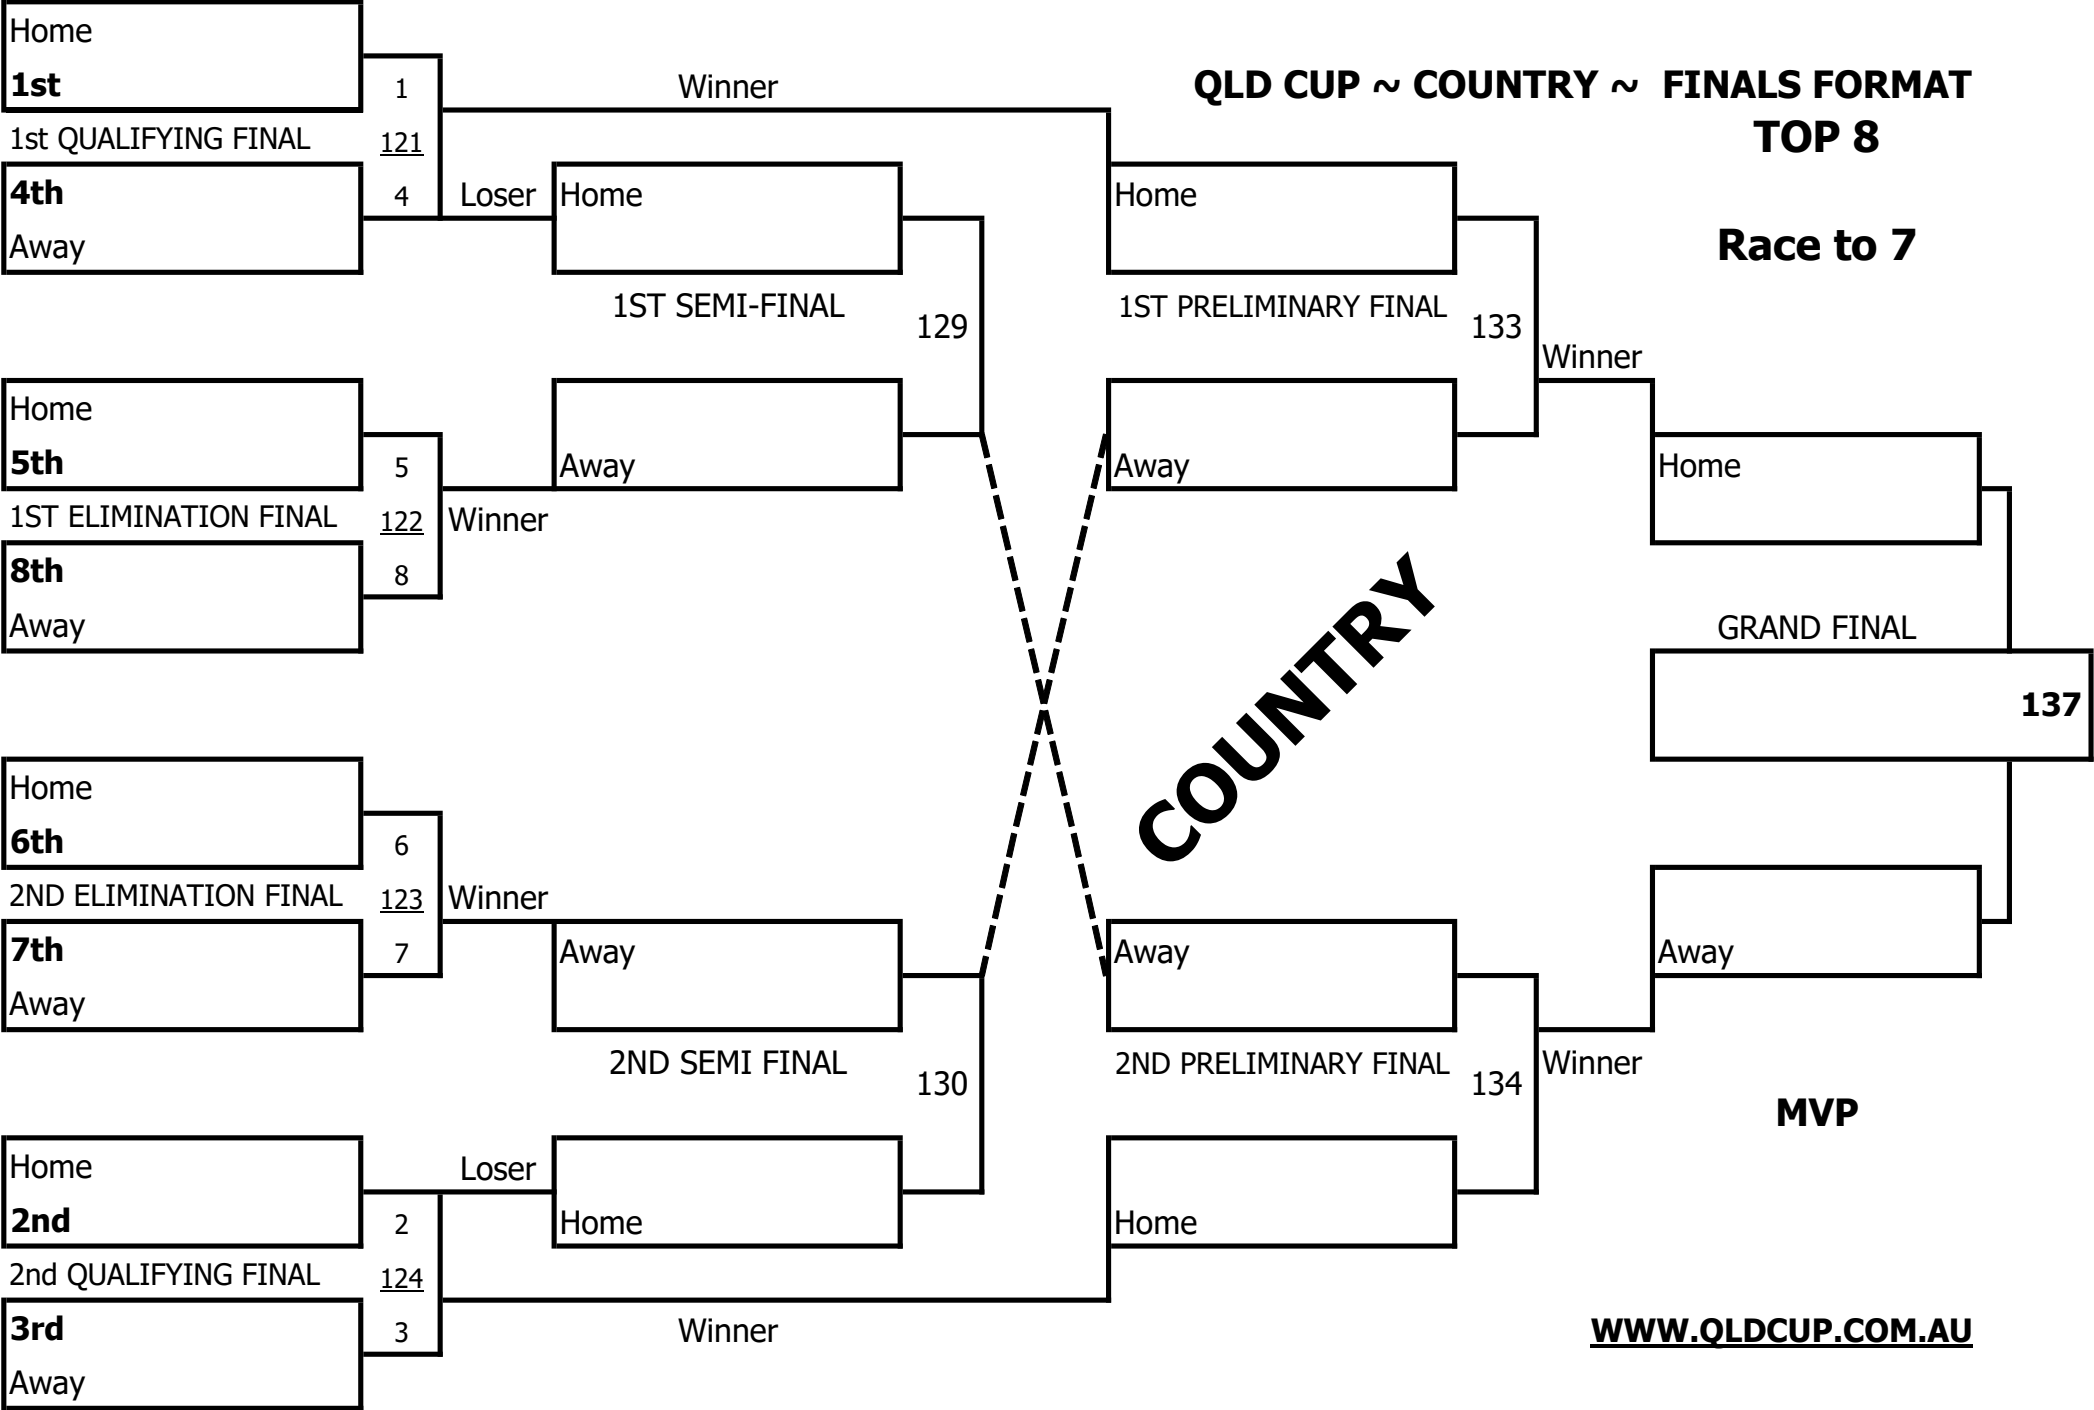 Home
1st
1
Winner
QLD CUP ~ COUNTRY ~ FINALS FORMAT
TOP 8
1st QUALIFYING FINAL
121
4th
4
Loser
Home
Home
Away
Race to 7
1ST SEMI-FINAL
129
1ST PRELIMINARY FINAL
133
Winner
Home
5th
5
Away
Away
Home
1ST ELIMINATION FINAL
122
Winner
8th
8
Away
COUNTRY
GRAND FINAL
137
Home
6th
6
2ND ELIMINATION FINAL
123
Winner
7th
7
Away
Away
Away
Away
2ND SEMI FINAL
130
2ND PRELIMINARY FINAL
134
Winner
MVP
Home
Loser
2nd
2
Home
Home
2nd QUALIFYING FINAL
124
3rd
3
Winner
WWW.QLDCUP.COM.AU
Away